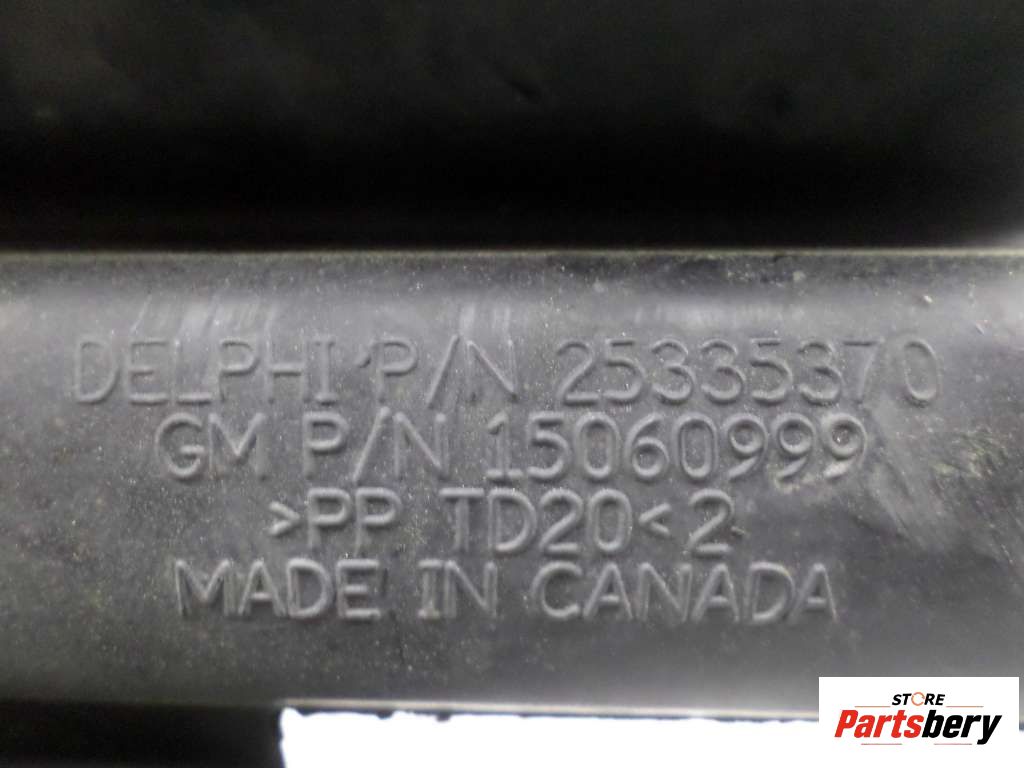 DELPHI P/N 25335370
GM P/N 15060999
>PP TD20<2
MADE IN CANADA
STORE
Partsbery